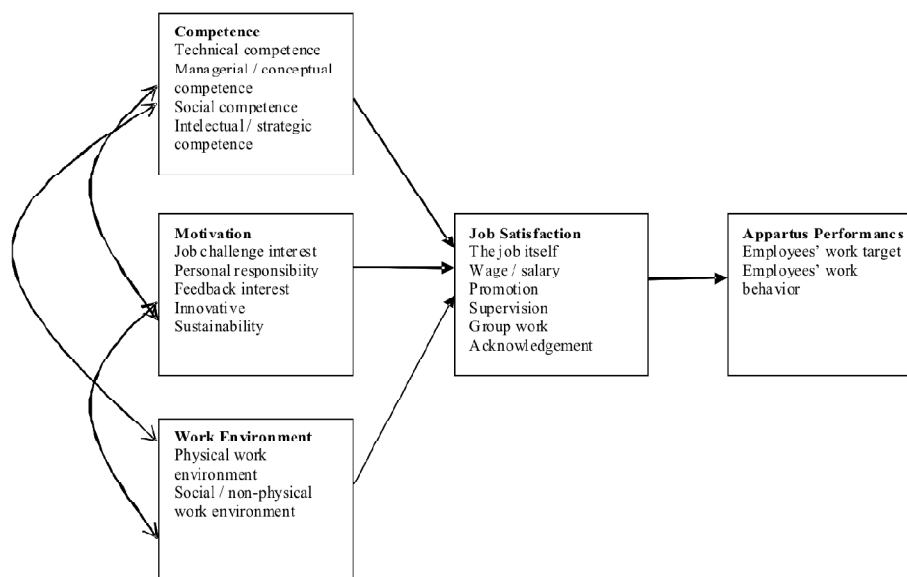 Competence
Technical competence
Managerial / conceptual
competence
Social competence
Intelectual / strategic
competence
Motivation
Job challenge interest
Personal responsibiity
Feedback interest
Innovative
Sustainability
Work Environment
Physical work
environment
Social / non-physical
work environment
Job Satisfaction
The job itself
Wage / salary
Promotion
Supervision
Group work
Acknowledgement
Appartus Performancs
Employees' work target
Employees' work
behavior